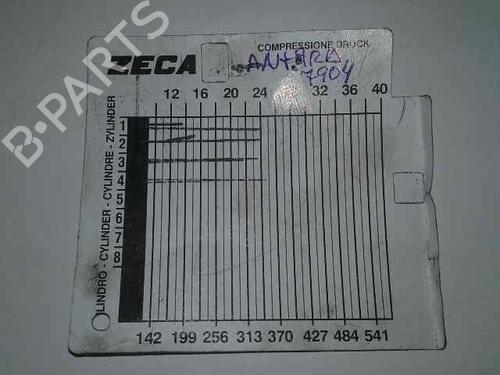 ZECA
COMPRESSIONE DRUCK
ANTARA
7904
12 16 20 24 28 32 36 40
LINDRO - CYLINDER - CYLINDRE - ZYLINDER
1
2
3
4
5
6
7
8
142 199 256 313 370 427 484 541
B-PARTS